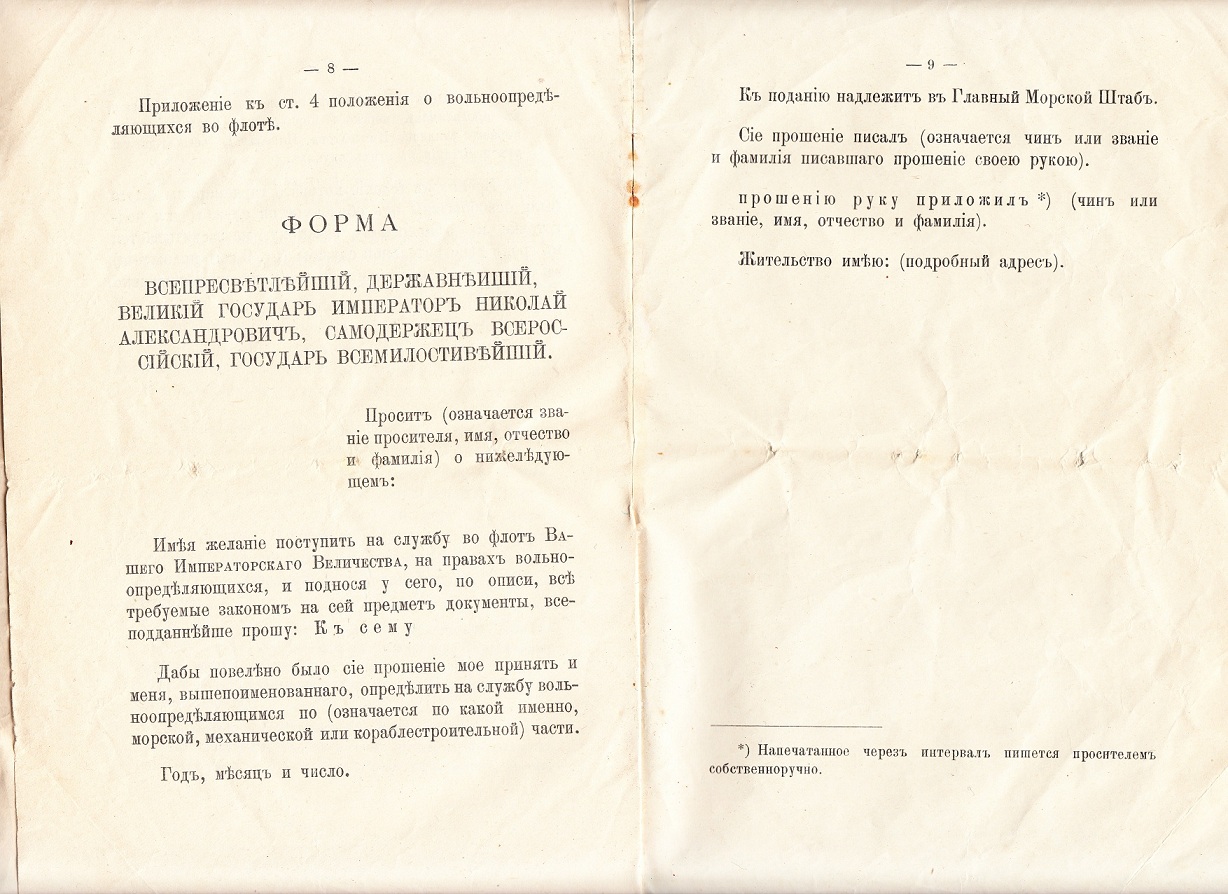 — 8 —
Приложеніе къ ст. 4 положенія о вольноопредѣ-
ляющихся во флотѣ.
ФОРМА
ВСЕПРЕСВѢТЛѢЙШІЙ, ДЕРЖАВНѢИШІЙ,
ВЕЛИКІЙ ГОСУДАРЬ ИМПЕРАТОРЪ НИКОЛАЙ
АЛЕКСАНДРОВИЧЪ, САМОДЕРЖЕЦЪ ВСЕРОС-
СІЙСКІЙ, ГОСУДАРЬ ВСЕМИЛОСТИВѢЙШІЙ.
Проситъ (означается зва-
ніе просителя, имя, отчество
и фамилія) о нижелѣдую-
щемъ:
Имѣя желаніе поступить на службу во флотъ ВА-
ШЕГО ИМПЕРАТОРСКАГО ВЕЛИЧЕСТВА, на правахъ вольно-
опредѣляющихся, и поднося у сего, по описи, всѣ
требуемые закономъ на сей предметъ документы, все-
подданнѣйше прошу: Къ сему
Дабы повелѣно было сіе прошеніе мое принять и
меня, вышепоименованнаго, опредѣлить на службу воль-
ноопредѣляющимся по (означается по какой именно,
морской, механической или кораблестроительной) части.
Годъ, мѣсяцъ и число.
— 9 —
Къ поданію надлежитъ въ Главный Морской Штабъ.
Сіе прошеніе писалъ (означается чинъ или званіе
и фамилія писавшаго прошеніе своею рукою).
прошенію руку приложилъ *) (чинъ или
званіе, имя, отчество и фамилія).
Жительство имѣю: (подробный адресъ).
*) Напечатанное черезъ интервалъ пишется просителемъ
собственноручно.